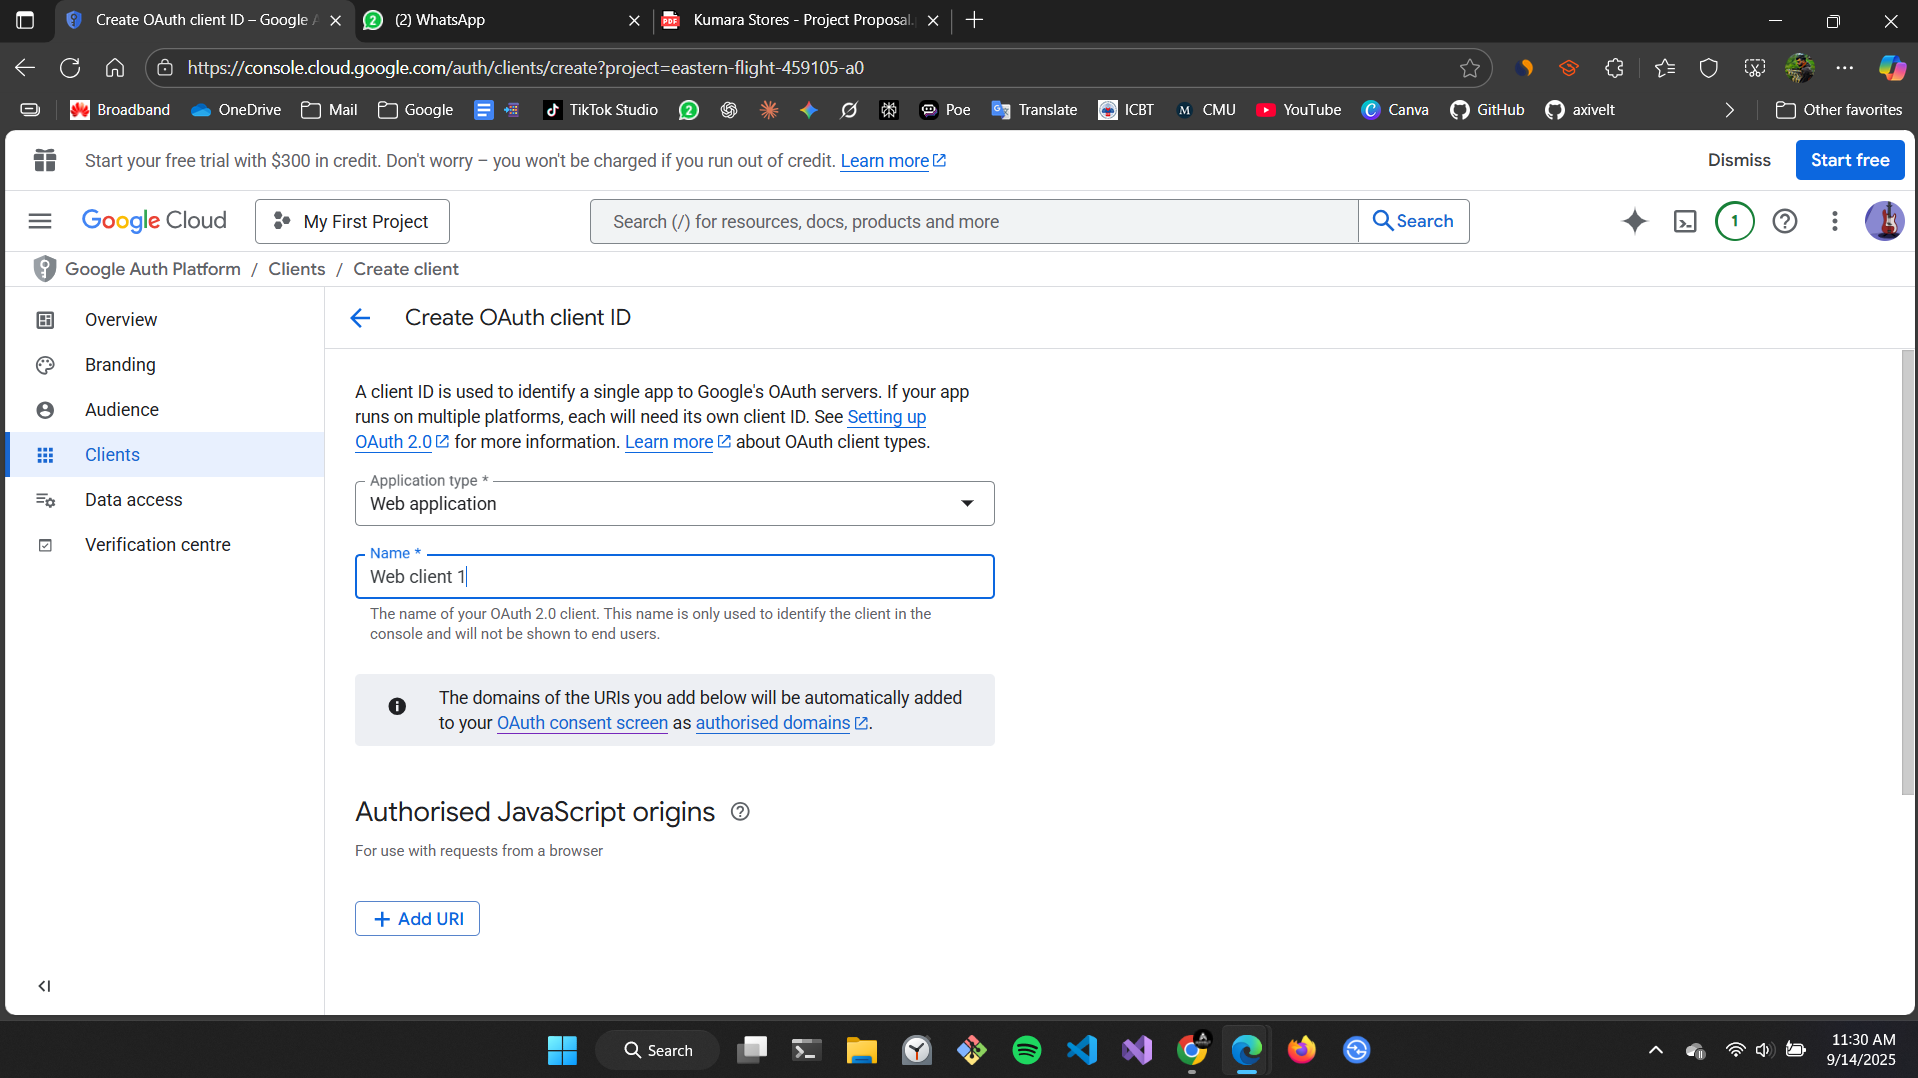 Create OAuth client ID – Google A
(2) WhatsApp
Kumara Stores - Project Proposal.
https://console.cloud.google.com/auth/clients/create?project=eastern-flight-459105-a0
Broadband
OneDrive
Mail
Google
TikTok Studio
2
Poe
Translate
ICBT
CMU
YouTube
Canva
GitHub
axivelt
Other favorites
Start your free trial with $300 in credit. Don't worry – you won't be charged if you run out of credit. Learn more
Dismiss
Start free
Google Cloud
My First Project
Search (/) for resources, docs, products and more
Search
1
Google Auth Platform / Clients / Create client
Overview
Branding
Audience
Clients
Data access
Verification centre
Create OAuth client ID
A client ID is used to identify a single app to Google's OAuth servers. If your app
runs on multiple platforms, each will need its own client ID. See Setting up
OAuth 2.0 for more information. Learn more about OAuth client types.
Application type *
Web application
Name *
Web client 1
The name of your OAuth 2.0 client. This name is only used to identify the client in the
console and will not be shown to end users.
The domains of the URIs you add below will be automatically added
to your OAuth consent screen as authorised domains.
Authorised JavaScript origins
For use with requests from a browser
+ Add URI
Search
11:30 AM
9/14/2025